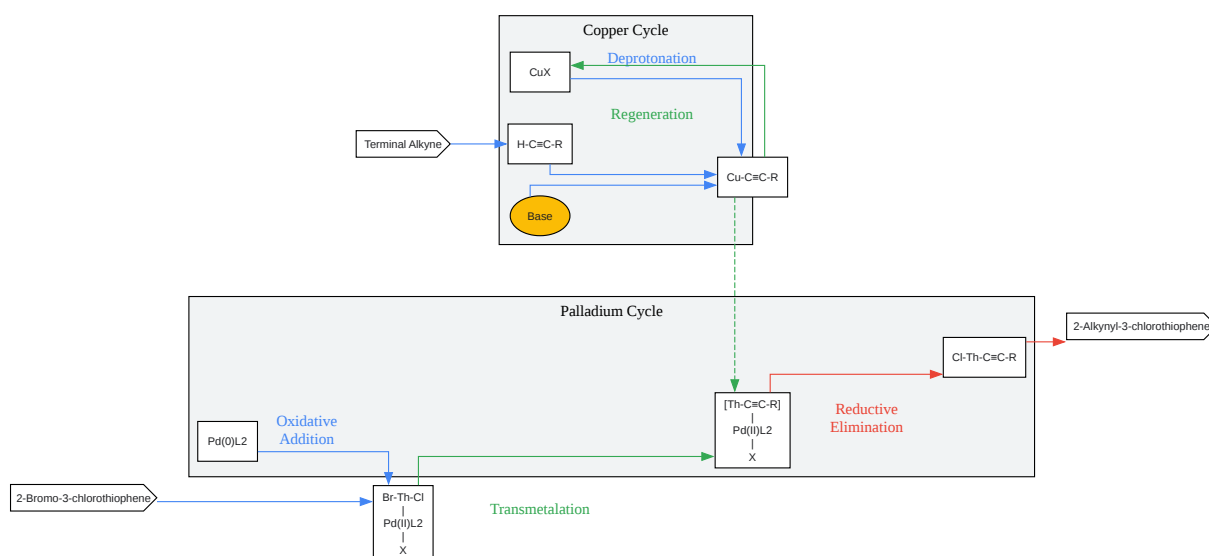 Copper Cycle
CuX
Deprotonation
Regeneration
Terminal Alkyne
H-C≡C-R
Cu-C≡C-R
Base
Palladium Cycle
2-Alkynyl-3-chlorothiophene
Cl-Th-C≡C-R
[Th-C≡C-R]
|
Pd(II)L2
|
X
Reductive
Elimination
Oxidative
Addition
Pd(0)L2
2-Bromo-3-chlorothiophene
Br-Th-Cl
|
Pd(II)L2
|
X
Transmetalation